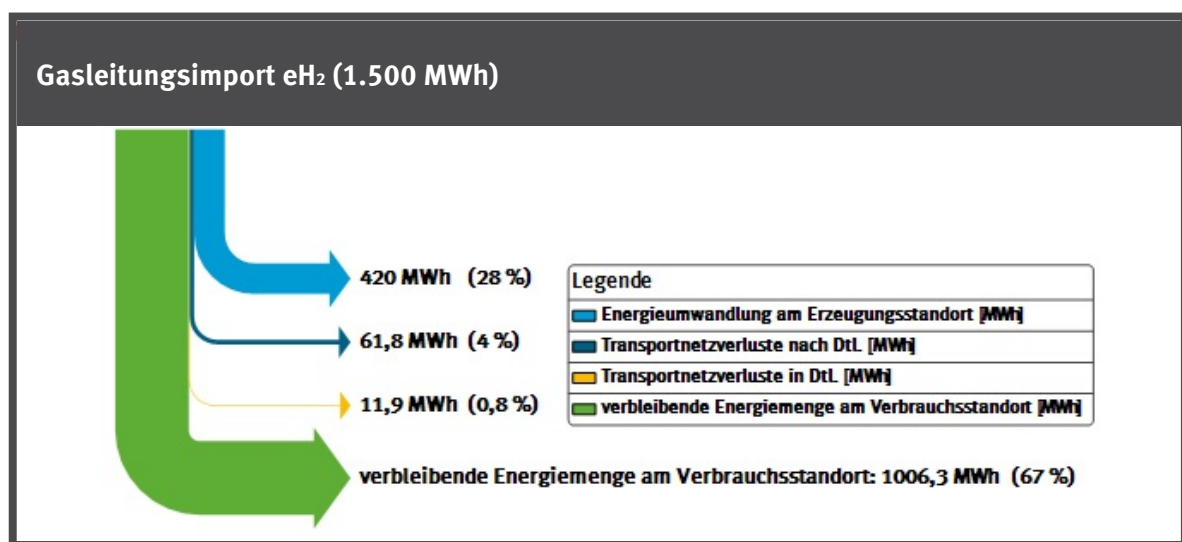 Gasleitungsimport eH₂ (1.500 MWh)
420 MWh (28 %)
61,8 MWh (4 %)
11,9 MWh (0,8 %)
Legende
Energieumwandlung am Erzeugungsstandort [MWh]
Transportnetzverluste nach DtL [MWh]
Transportnetzverluste in DtL [MWh]
verbleibende Energiemenge am Verbrauchsstandort [MWh]
verbleibende Energiemenge am Verbrauchsstandort: 1006,3 MWh (67 %)